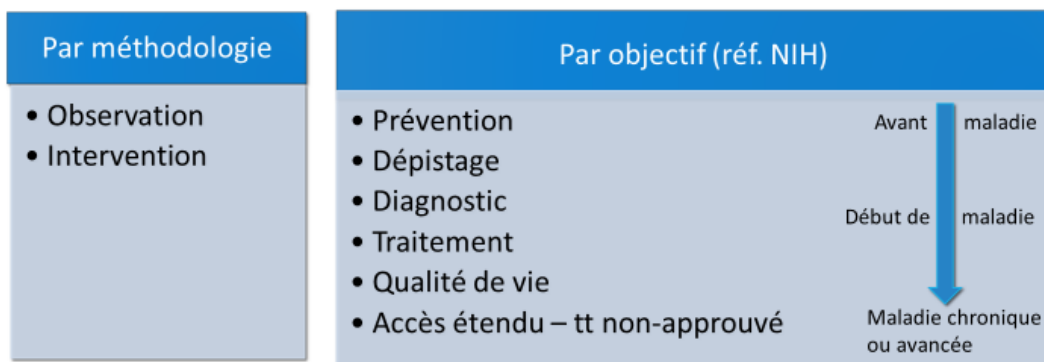 Par méthodologie
• Observation
• Intervention
Par objectif (réf. NIH)
• Prévention
• Dépistage
• Diagnostic
• Traitement
• Qualité de vie
• Accès étendu – tt non-approuvé
Avant maladie
Début de maladie
Maladie chronique
ou avancée